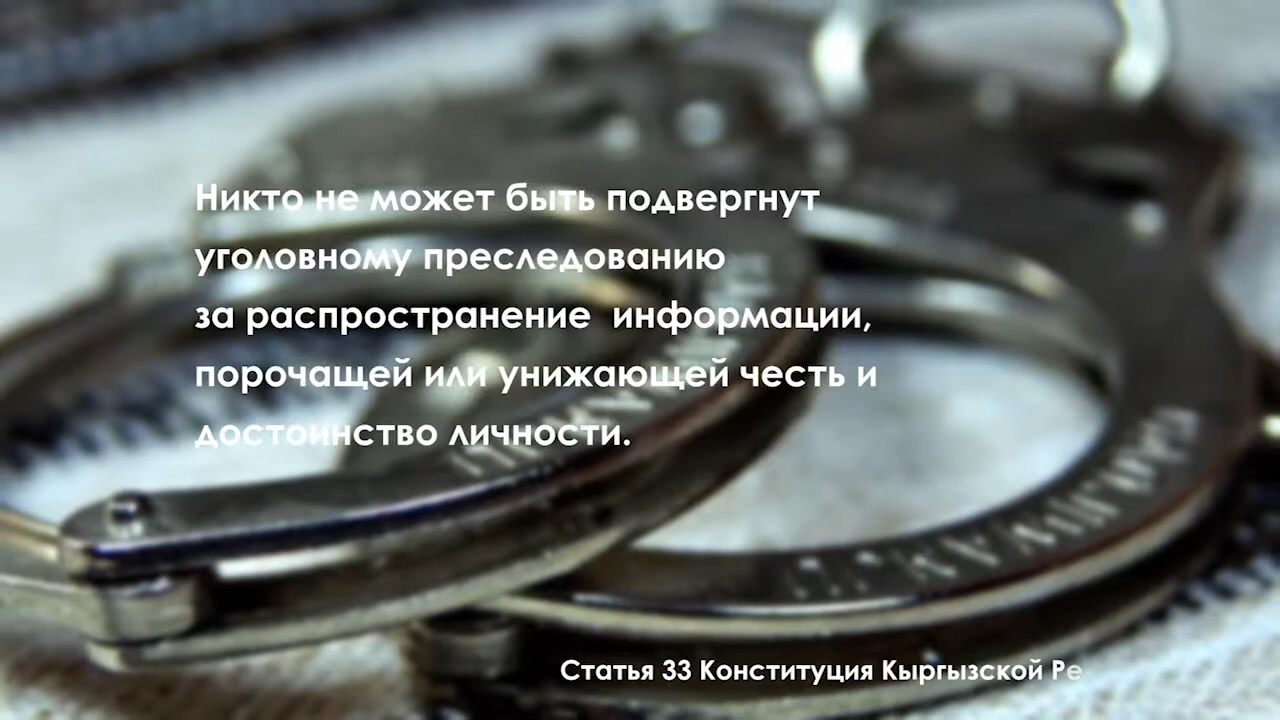 Никто не может быть подвергнут
уголовному преследованию
за распространение информации,
порочащей или унижающей честь и
достоинство личности.
Статья 33 Конституция Кыргызской Ре